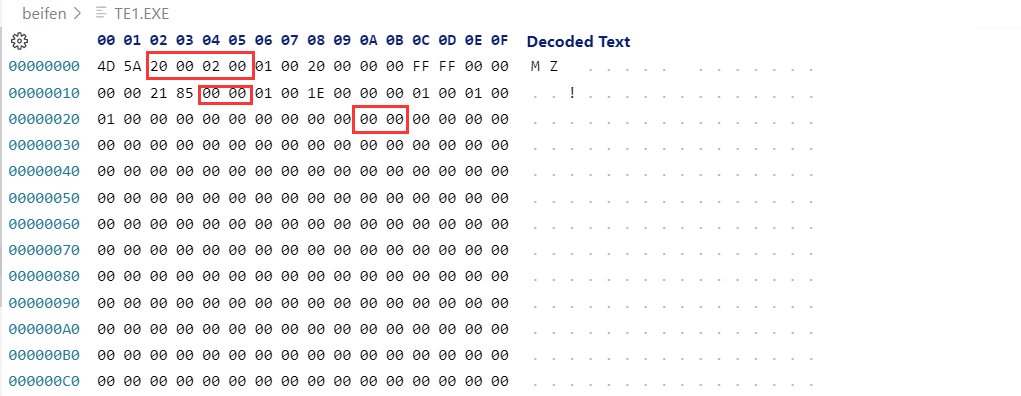 beifen > TE1.EXE
00 01 02 03 04 05 06 07 08 09 0A 0B 0C 0D 0E 0F Decoded Text
00000000 4D 5A 20 00 02 00 01 00 20 00 00 00 FF FF 00 00 M Z . . . . . . . . . . . .
00000010 00 00 21 85 00 00 01 00 1E 00 00 00 01 00 01 00 . . ! . . . . . . . . . . . .
00000020 01 00 00 00 00 00 00 00 00 00 00 00 00 00 00 00 . . . . . . . . . . . . . . . .
00000030 00 00 00 00 00 00 00 00 00 00 00 00 00 00 00 00 . . . . . . . . . . . . . . . .
00000040 00 00 00 00 00 00 00 00 00 00 00 00 00 00 00 00 . . . . . . . . . . . . . . . .
00000050 00 00 00 00 00 00 00 00 00 00 00 00 00 00 00 00 . . . . . . . . . . . . . . . .
00000060 00 00 00 00 00 00 00 00 00 00 00 00 00 00 00 00 . . . . . . . . . . . . . . . .
00000070 00 00 00 00 00 00 00 00 00 00 00 00 00 00 00 00 . . . . . . . . . . . . . . . .
00000080 00 00 00 00 00 00 00 00 00 00 00 00 00 00 00 00 . . . . . . . . . . . . . . . .
00000090 00 00 00 00 00 00 00 00 00 00 00 00 00 00 00 00 . . . . . . . . . . . . . . . .
000000A0 00 00 00 00 00 00 00 00 00 00 00 00 00 00 00 00 . . . . . . . . . . . . . . . .
000000B0 00 00 00 00 00 00 00 00 00 00 00 00 00 00 00 00 . . . . . . . . . . . . . . . .
000000C0 00 00 00 00 00 00 00 00 00 00 00 00 00 00 00 00 . . . . . . . . . . . . . . . .